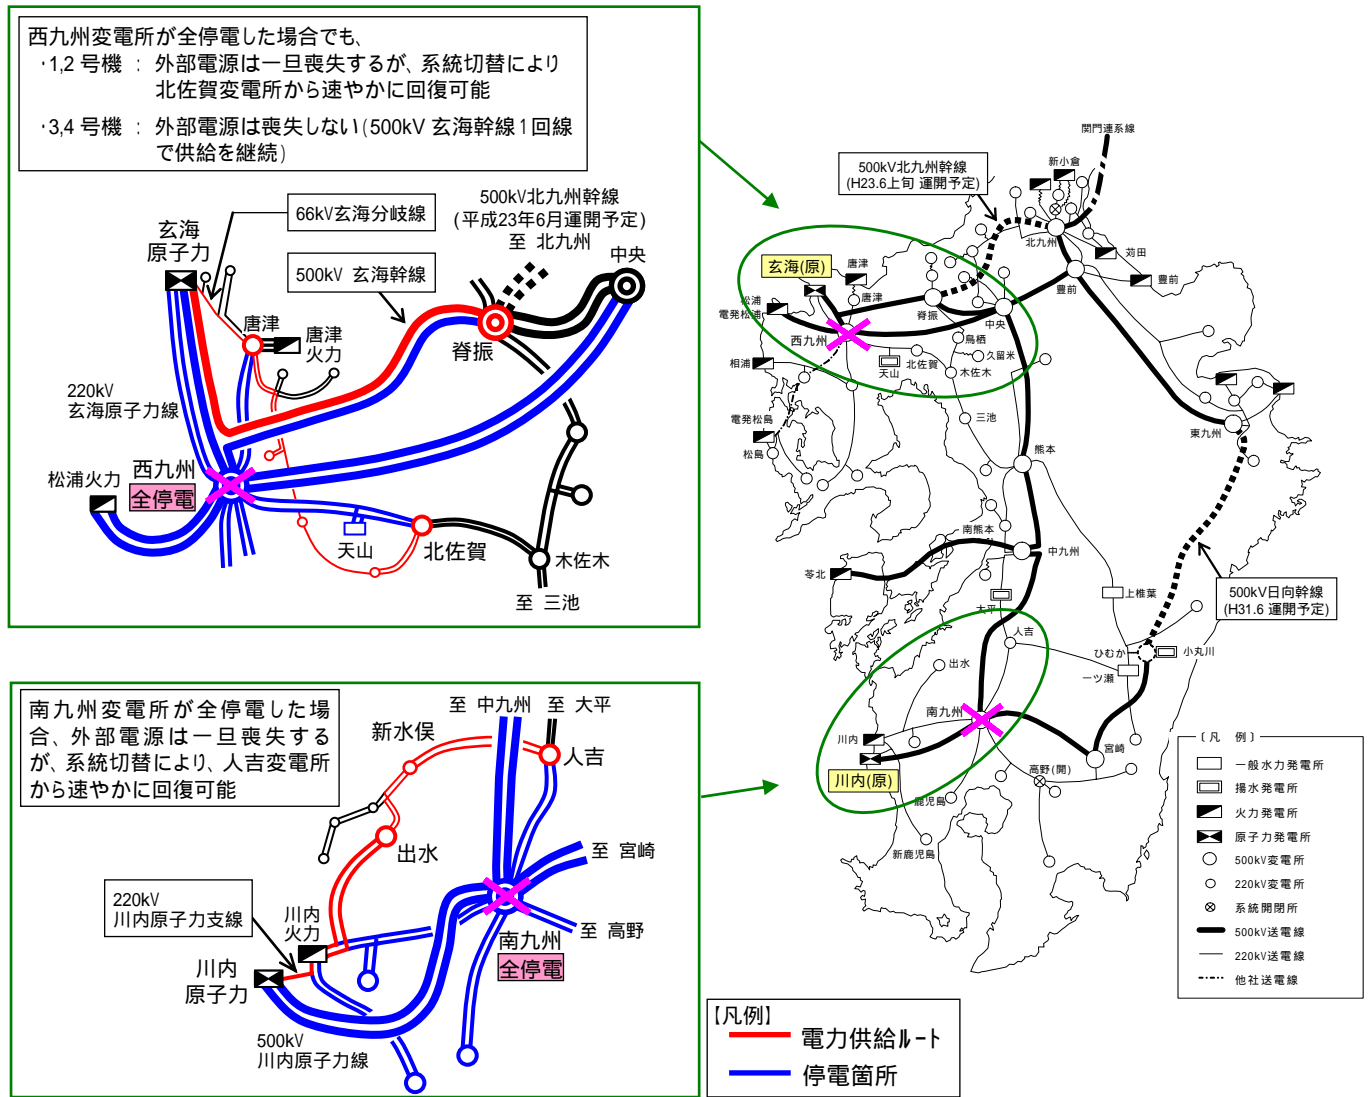 西九州変電所が全停電した場合でも、
・1,2 号機 : 外部電源は一旦喪失するが、系統切替により
北佐賀変電所から速やかに回復可能
・3,4 号機 : 外部電源は喪失しない(500kV 玄海幹線1回線
で供給を継続)
66kV玄海分岐線
500kV 玄海幹線
500kV北九州幹線
(平成23年6月運開予定)
至 北九州
中央
玄海
原子力
唐津
唐津
火力
脊振
220kV
玄海原子力線
松浦火力
西九州
全停電
天山
北佐賀
木佐木
至 三池
南九州変電所が全停電した場
合、外部電源は一旦喪失する
が、系統切替により、人吉変電所
から速やかに回復可能
至 中九州
至 大平
新水俣
人吉
出水
至 宮崎
至 高野
220kV
川内原子力支線
川内
火力
川内
原子力
南九州
全停電
500kV
川内原子力線
【凡例】
電力供給ルート
停電箇所
関門連系線
500kV北九州幹線
(H23.6上旬 運開予定)
新小倉
北九州
苅田
豊前
豊前
玄海(原)
唐津
唐津
松浦
電発松浦
脊振
中央
西九州
鳥栖
久留米
北佐賀
天山
木佐木
相浦
三池
電発松島
松島
東九州
熊本
南熊本
中九州
苓北
大平
上椎葉
500kV日向幹線
(H31.6 運開予定)
人吉
ひむか
小丸川
一ツ瀬
出水
南九州
川内
川内(原)
宮崎
高野(開)
鹿児島
新鹿児島
〔凡 例〕
一般水力発電所
揚水発電所
火力発電所
原子力発電所
500kV変電所
220kV変電所
系統開閉所
500kV送電線
220kV送電線
他社送電線